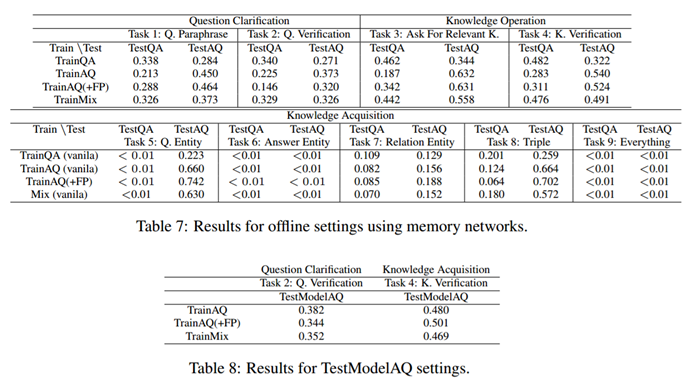 Question Clarification Knowledge Operation
Task 1: Q. Paraphrase Task 2: Q. Verification Task 3: Ask For Relevant K. Task 4: K. Verification
Train \Test TestQA TestAQ TestQA TestAQ TestQA TestAQ TestQA TestAQ
TrainQA 0.338 0.284 0.340 0.271 0.462 0.344 0.482 0.322
TrainAQ 0.213 0.450 0.225 0.373 0.187 0.632 0.283 0.540
TrainAQ(+FP) 0.288 0.464 0.146 0.320 0.342 0.631 0.311 0.524
TrainMix 0.326 0.373 0.329 0.326 0.442 0.558 0.476 0.491
Knowledge Acquisition
Train \Test TestQA TestAQ TestQA TestAQ TestQA TestAQ TestQA TestAQ TestQA TestAQ
Task 5: Q. Entity Task 6: Answer Entity Task 7: Relation Entity Task 8: Triple Task 9: Everything
TrainQA (vanila) < 0.01 0.223 <0.01 <0.01 0.109 0.129 0.201 0.259 <0.01 <0.01
TrainAQ (vanila) < 0.01 0.660 <0.01 <0.01 0.082 0.156 0.124 0.664 <0.01 <0.01
TrainAQ(+FP) < 0.01 0.742 < 0.01 < 0.01 0.085 0.188 0.064 0.702 <0.01 <0.01
Mix (vanila) <0.01 0.630 <0.01 <0.01 0.070 0.152 0.180 0.572 <0.01 <0.01
Table 7: Results for offline settings using memory networks.
Question Clarification Knowledge Acquisition
Task 2: Q. Verification Task 4: K. Verification
TestModelAQ TestModelAQ
TrainAQ 0.382 0.480
TrainAQ(+FP) 0.344 0.501
TrainMix 0.352 0.469
Table 8: Results for TestModelAQ settings.